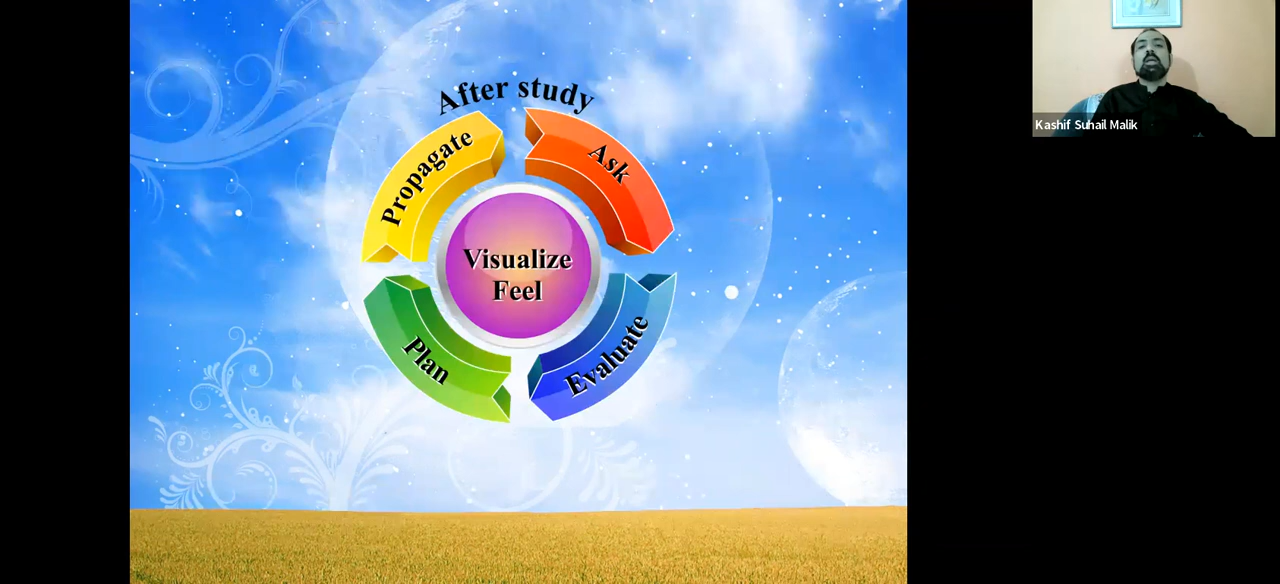 After study
Ask
Evaluate
Plan
Propagate
Visualize
Feel
Kashif Suhail Malik